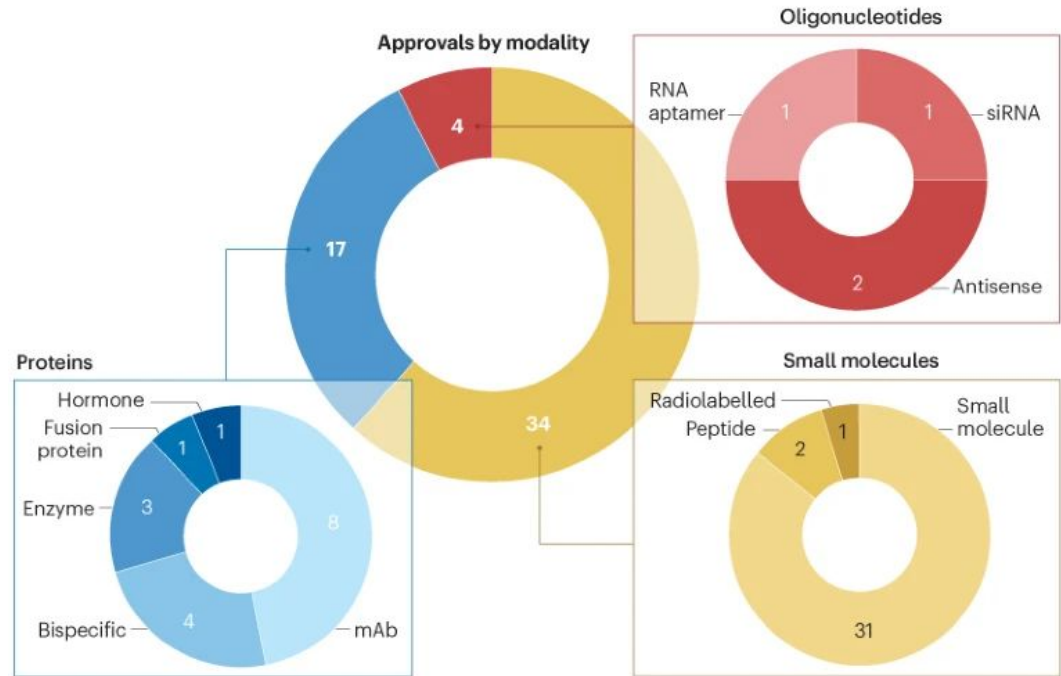 Oligonucleotides
Approvals by modality
RNA
aptamer
1
1
siRNA
2
Antisense
4
17
34
Proteins
Hormone
Fusion
protein
Enzyme
Bispecific
1
1
3
4
8
mAb
Small molecules
Radiolabelled
Peptide
Small
molecule
2
1
31